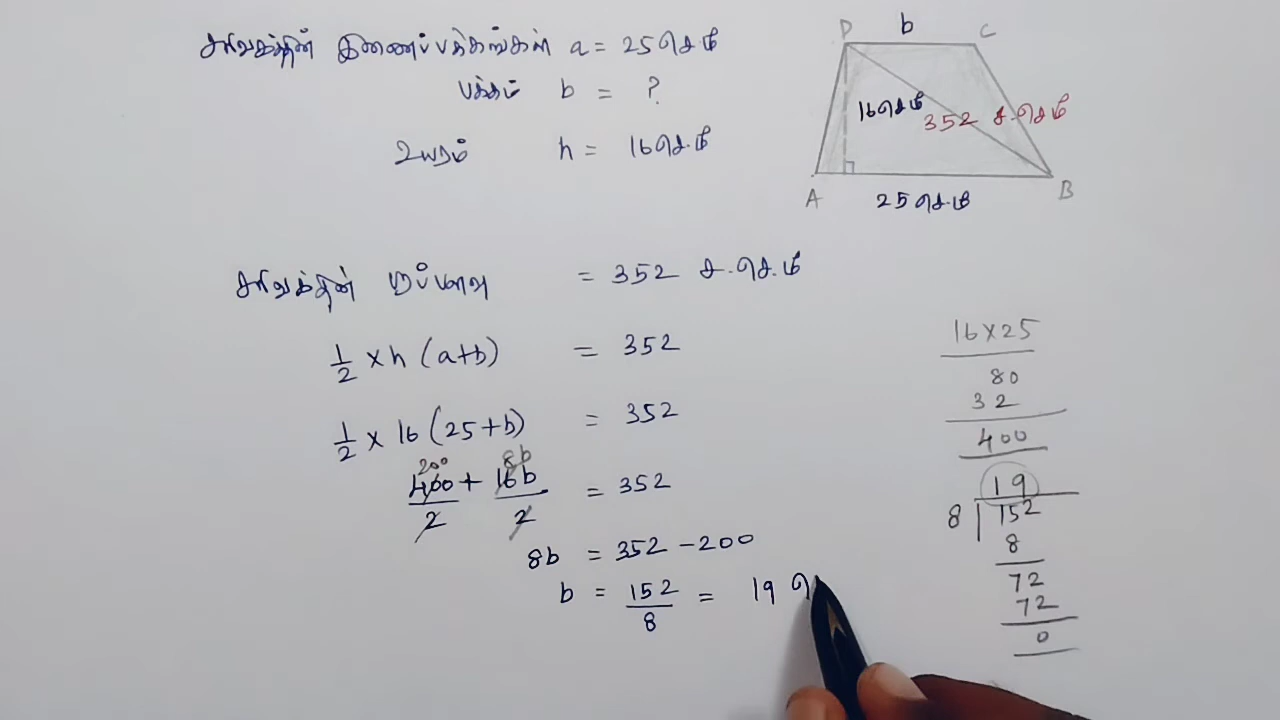 சரிவகத்தின் இணைப்பக்கங்கள் a = 25 செ.மீ
பக்கம் b = ?
உயரம் h = 16 செ.மீ
D b C
16 செ.மீ
352 ச.செ.மீ
A B
25 செ.மீ
சரிவகத்தின் பரப்பளவு = 352 ச.செ.மீ
1/2 × h (a+b) = 352
1/2 × 16 (25+b) = 352
200 8b
400/2 + 16b/2 = 352
8b = 352 - 200
b = 152/8 = 19
16×25
80
32
400
19
8 152
8
72
72
0